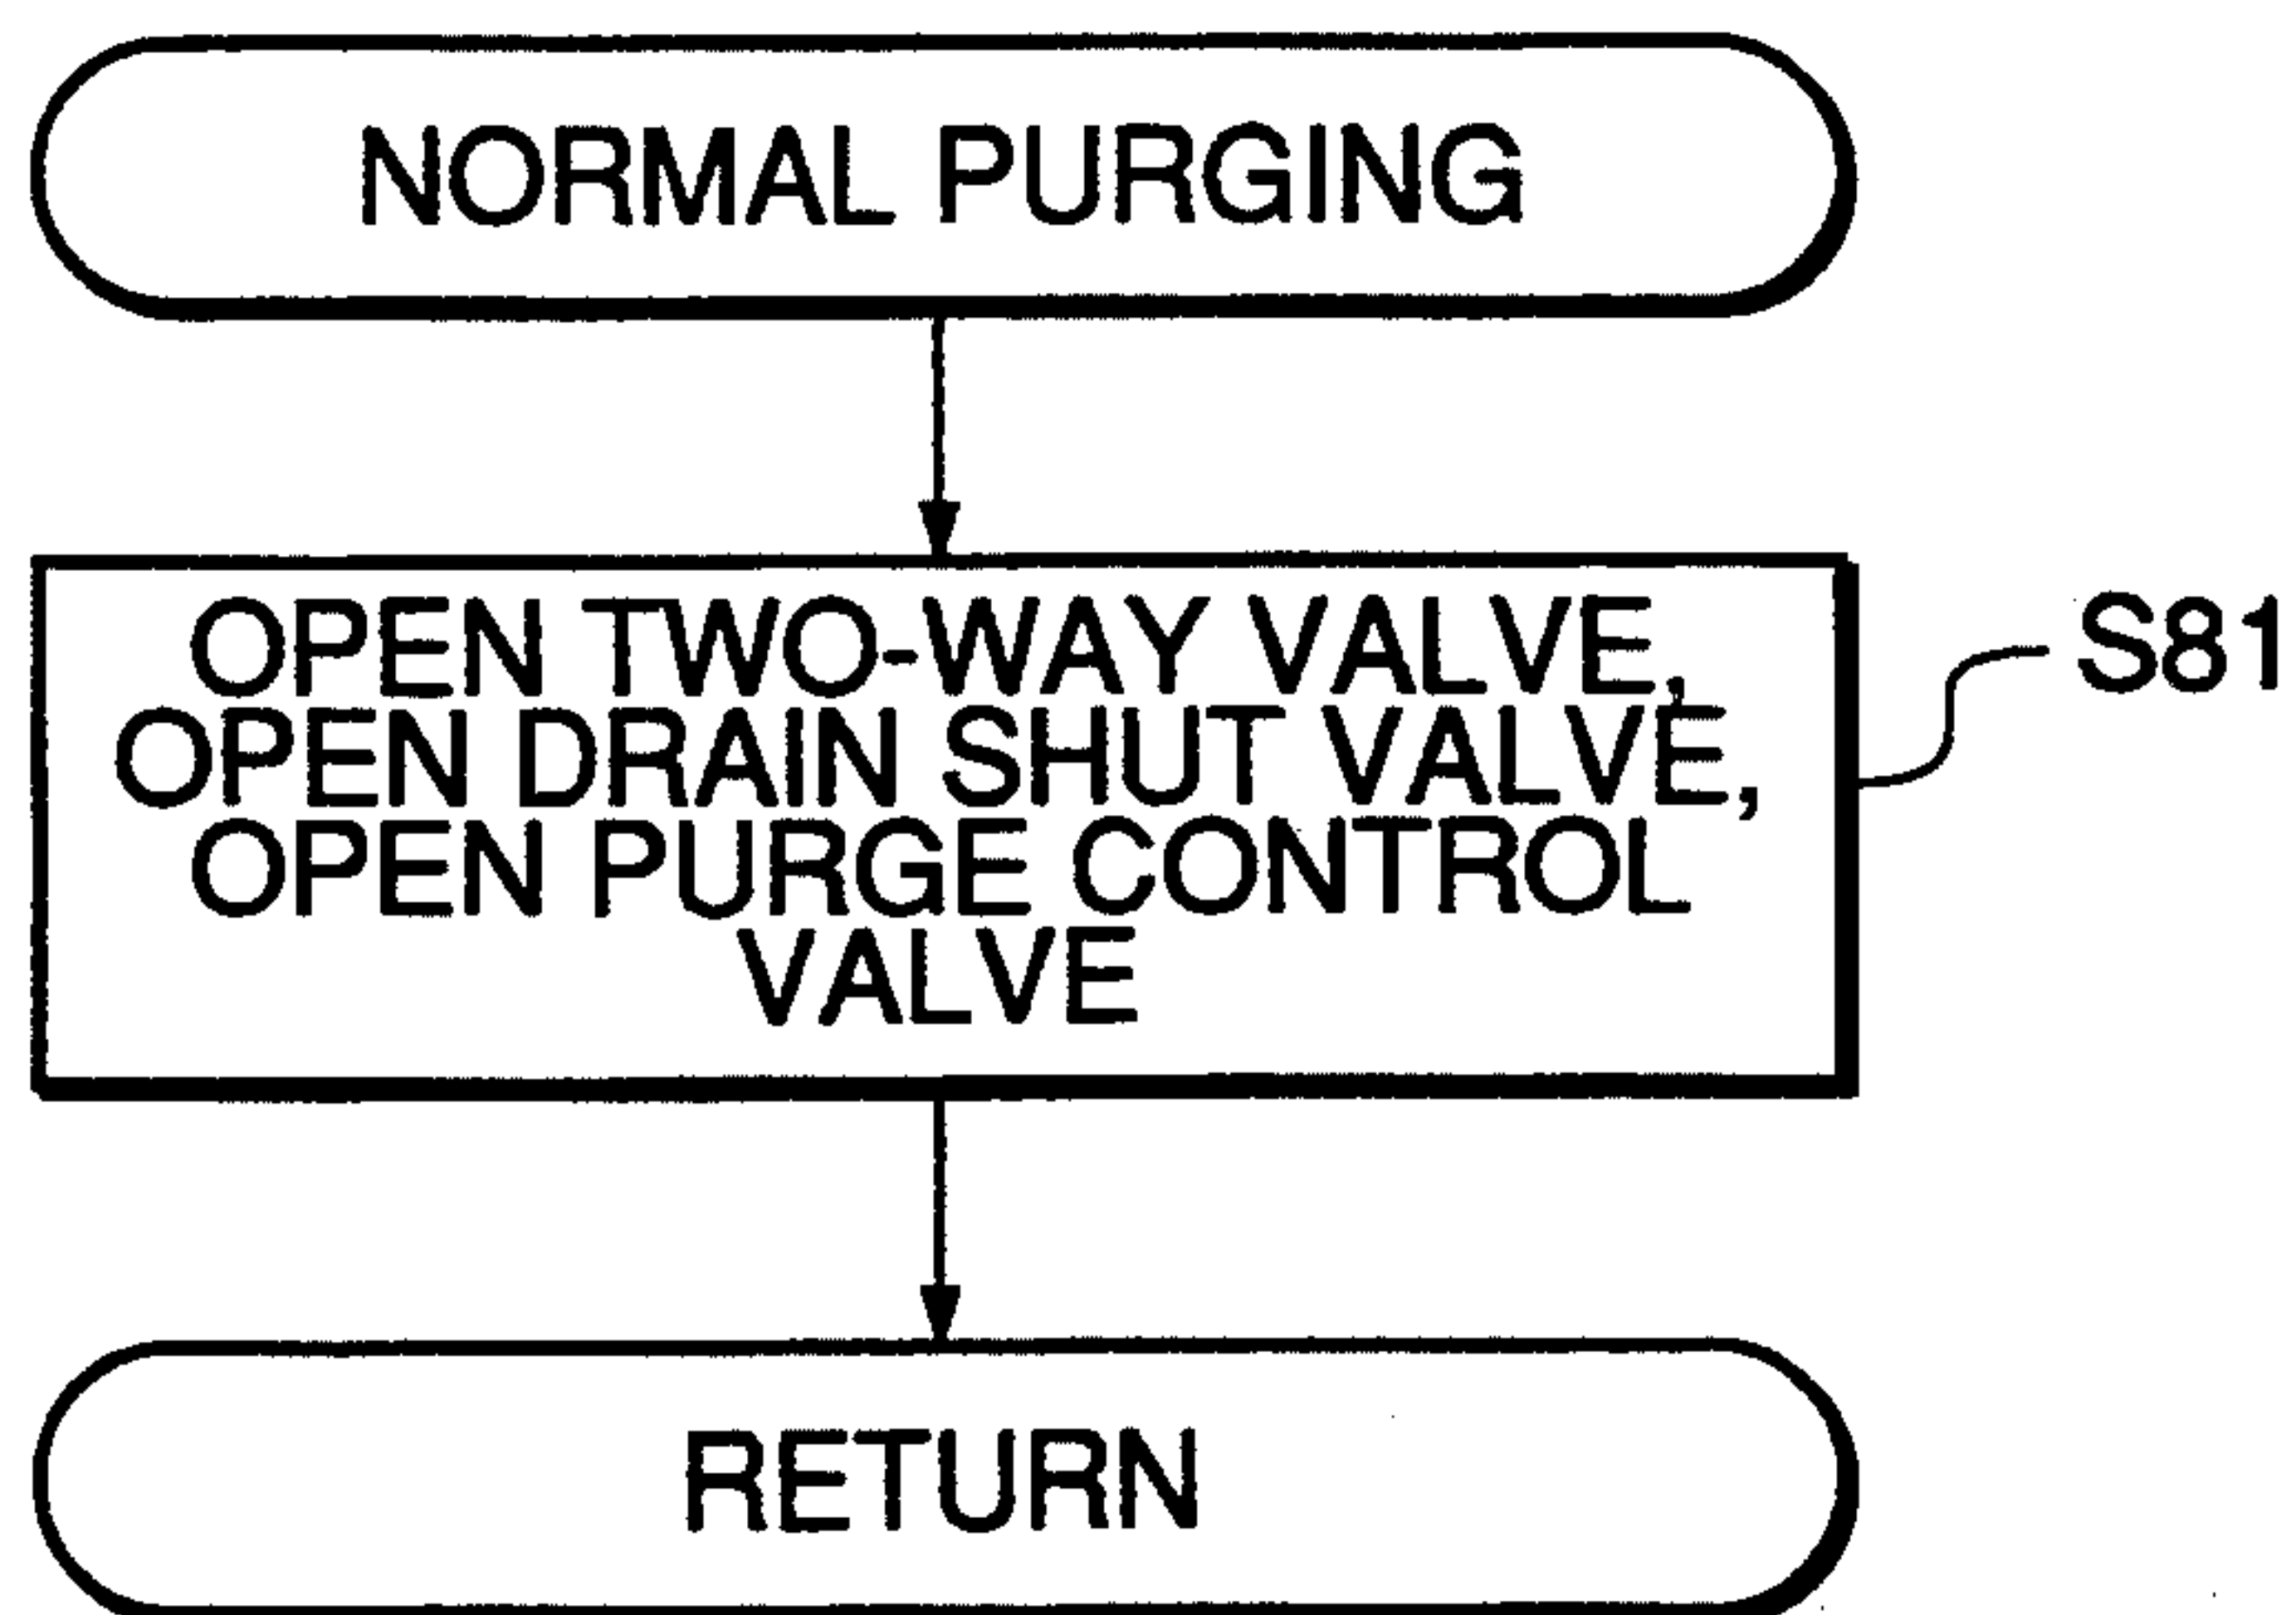 NORMAL PURGING
OPEN TWO-WAY VALVE,
OPEN DRAIN SHUT VALVE,
OPEN PURGE CONTROL
VALVE
S81
RETURN